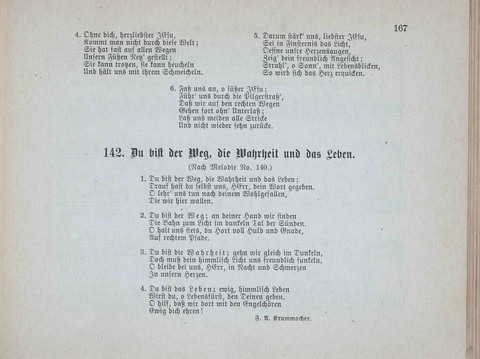 167
4. Ohne dich, herzliebster JEsu,
Kommt man nicht durch diese Welt;
Sie hat fast auf allen Wegen
Unsern Füßen Netz' gestellt;
Sie kann trotzen, sie kann heucheln
Und hält uns mit ihrem Schmeicheln.
5. Darum stärk' uns, liebster JEsu,
Sei in Finsternis das Licht,
Oeffne unsre Herzensaugen,
Zeig' dein freundlich Angesicht;
Strahl', o Sonn', mit Lebensblicken,
So wird sich das Herz erquicken.
6. Faß uns an, o süßer JEsu;
Führ' uns durch die Pilgerstraß',
Daß wir auf den rechten Wegen
Gehen fort ohn' Unterlaß;
Laß uns meiden alle Stricke
Und nicht wieder sehn zurücke.
142. Du bist der Weg, die Wahrheit und das Leben.
(Nach Melodie No. 140.)
1. Du bist der Weg, die Wahrheit und das Leben;
Drauf hast du selbst uns, HErr, dein Wort gegeben.
O lehr' uns tun nach deinem Wohlgefallen,
Die wir hier wallen.
2. Du bist der Weg; an deiner Hand wir finden
Die Bahn zum Licht im dunkeln Tal der Sünden.
O halt uns stets, du Hort voll Huld und Gnade,
Auf rechtem Pfade.
3. Du bist die Wahrheit; gehn wir gleich im Dunkeln,
Doch muß dein himmlisch Licht uns freundlich funkeln.
O bleibe bei uns, HErr, in Nacht und Schmerzen
In unsern Herzen.
4. Du bist das Leben; ewig, himmlisch Leben
Wirst du, o Lebensfürst, den Deinen geben.
O hilf, daß wir dort mit den Engelchören
Ewig dich ehren!
F. A. Krummacher.